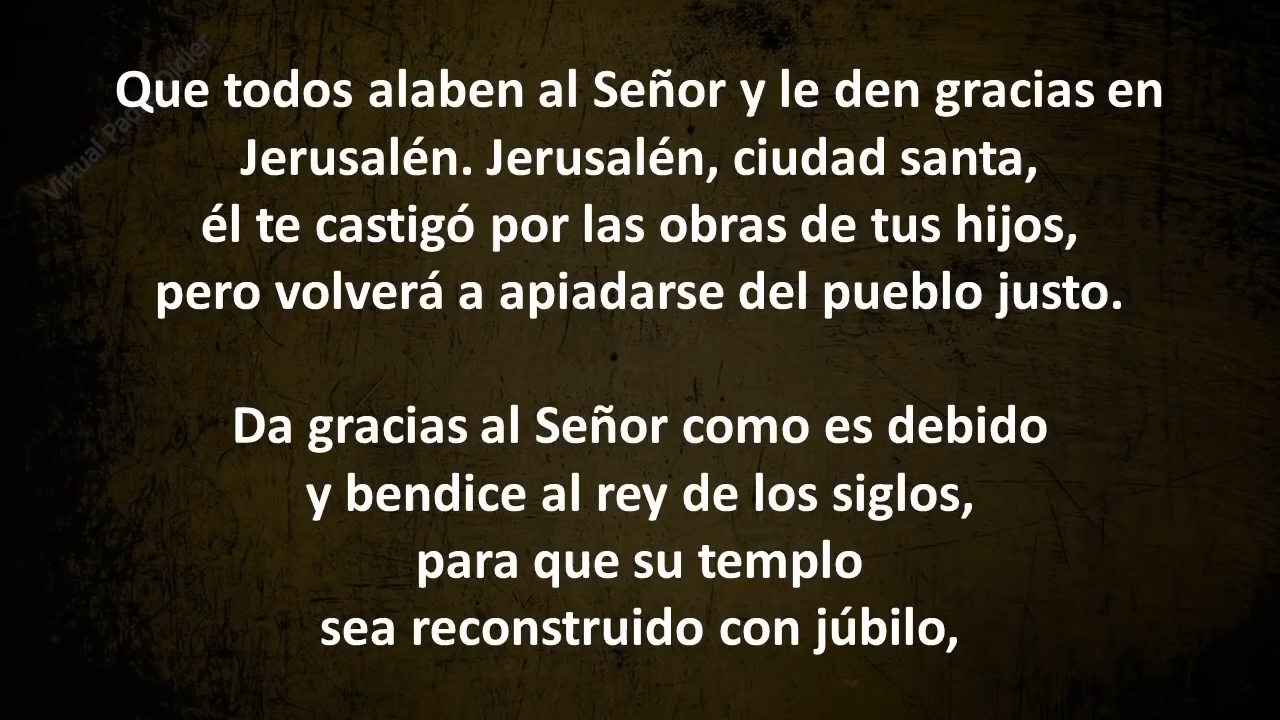 Que todos alaben al Señor y le den gracias en
Jerusalén. Jerusalén, ciudad santa,
él te castigó por las obras de tus hijos,
pero volverá a apiadarse del pueblo justo.
Da gracias al Señor como es debido
y bendice al rey de los siglos,
para que su templo
sea reconstruido con júbilo,